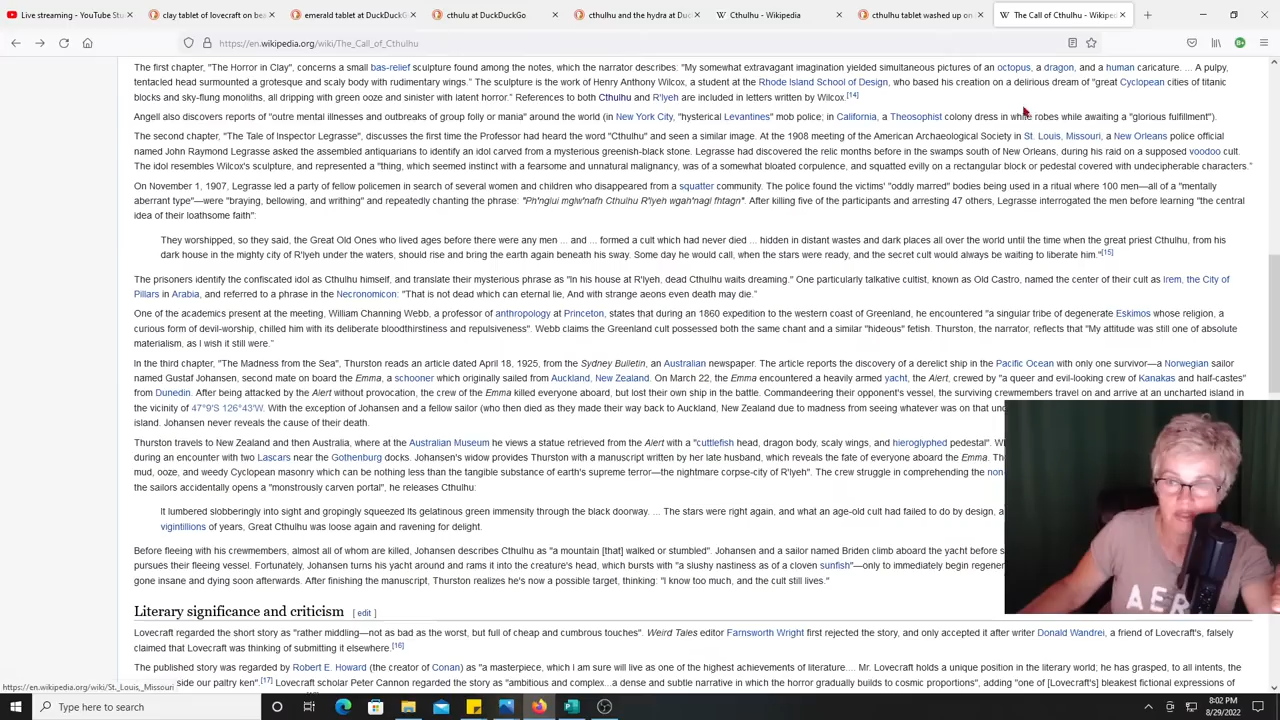 Live streaming - YouTube Stu
clay tablet of lovecraft on bea
emerald tablet at DuckDuckG
cthulu at DuckDuckGo
cthulhu and the hydra at Duc
Cthulhu - Wikipedia
cthulhu tablet washed up on
The Call of Cthulhu - Wikiped
https://en.wikipedia.org/wiki/The_Call_of_Cthulhu
The first chapter, "The Horror in Clay", concerns a small bas-relief sculpture found among the notes, which the narrator describes: "My somewhat extravagant imagination yielded simultaneous pictures of an octopus, a dragon, and a human caricature. ... A pulpy,
tentacled head surmounted a grotesque and scaly body with rudimentary wings." The sculpture is the work of Henry Anthony Wilcox, a student at the Rhode Island School of Design, who based his creation on a delirious dream of "great Cyclopean cities of titanic
blocks and sky-flung monoliths, all dripping with green ooze and sinister with latent horror." References to both Cthulhu and R'lyeh are included in letters written by Wilcox.[14]
Angell also discovers reports of "outre mental illnesses and outbreaks of group folly or mania" around the world (in New York City, "hysterical Levantines" mob police; in California, a Theosophist colony dress in white robes while awaiting a "glorious fulfillment").
The second chapter, "The Tale of Inspector Legrasse", discusses the first time the Professor had heard the word "Cthulhu" and seen a similar image. At the 1908 meeting of the American Archaeological Society in St. Louis, Missouri, a New Orleans police official
named John Raymond Legrasse asked the assembled antiquarians to identify an idol carved from a mysterious greenish-black stone. Legrasse had discovered the relic months before in the swamps south of New Orleans, during his raid on a supposed voodoo cult.
The idol resembles Wilcox's sculpture, and represented a "thing, which seemed instinct with a fearsome and unnatural malignancy, was of a somewhat bloated corpulence, and squatted evilly on a rectangular block or pedestal covered with undecipherable characters."
On November 1, 1907, Legrasse led a party of fellow policemen in search of several women and children who disappeared from a squatter community. The police found the victims' "oddly marred" bodies being used in a ritual where 100 men—all of a "mentally
aberrant type"—were "braying, bellowing, and writhing" and repeatedly chanting the phrase: "Ph'nglui mglw'nafh Cthulhu R'lyeh wgah'nagl fhtagn". After killing five of the participants and arresting 47 others, Legrasse interrogated the men before learning "the central
idea of their loathsome faith":
They worshipped, so they said, the Great Old Ones who lived ages before there were any men ... and ... formed a cult which had never died ... hidden in distant wastes and dark places all over the world until the time when the great priest Cthulhu, from his
dark house in the mighty city of R'lyeh under the waters, should rise and bring the earth again beneath his sway. Some day he would call, when the stars were ready, and the secret cult would always be waiting to liberate him."[15]
The prisoners identify the confiscated idol as Cthulhu himself, and translate their mysterious phrase as "In his house at R'lyeh, dead Cthulhu waits dreaming." One particularly talkative cultist, known as Old Castro, named the center of their cult as Irem, the City of
Pillars in Arabia, and referred to a phrase in the Necronomicon: "That is not dead which can eternal lie, And with strange aeons even death may die."
One of the academics present at the meeting, William Channing Webb, a professor of anthropology at Princeton, states that during an 1860 expedition to the western coast of Greenland, he encountered "a singular tribe of degenerate Eskimos whose religion, a
curious form of devil-worship, chilled him with its deliberate bloodthirstiness and repulsiveness". Webb claims the Greenland cult possessed both the same chant and a similar "hideous" fetish. Thurston, the narrator, reflects that "My attitude was still one of absolute
materialism, as I wish it still were."
In the third chapter, "The Madness from the Sea", Thurston reads an article dated April 18, 1925, from the Sydney Bulletin, an Australian newspaper. The article reports the discovery of a derelict ship in the Pacific Ocean with only one survivor—a Norwegian sailor
named Gustaf Johansen, second mate on board the Emma, a schooner which originally sailed from Auckland, New Zealand. On March 22, the Emma encountered a heavily armed yacht, the Alert, crewed by "a queer and evil-looking crew of Kanakas and half-castes"
from Dunedin. After being attacked by the Alert without provocation, the crew of the Emma killed everyone aboard, but lost their own ship in the battle. Commandeering their opponent's vessel, the surviving crewmembers travel on and arrive at an uncharted island in
the vicinity of 47°9′S 126°43′W. With the exception of Johansen and a fellow sailor (who then died as they made their way back to Auckland, New Zealand due to madness from seeing whatever was on that un
island. Johansen never reveals the cause of their death.
Thurston travels to New Zealand and then Australia, where at the Australian Museum he views a statue retrieved from the Alert with a "cuttlefish head, dragon body, scaly wings, and hieroglyphed pedestal". W
during an encounter with two Lascars near the Gothenburg docks. Johansen's widow provides Thurston with a manuscript written by her late husband, which reveals the fate of everyone aboard the Emma. The
mud, ooze, and weedy Cyclopean masonry which can be nothing less than the tangible substance of earth's supreme terror—the nightmare corpse-city of R'lyeh". The crew struggle in comprehending the non-
the sailors accidentally opens a "monstrously carven portal", he releases Cthulhu:
It lumbered slobberingly into sight and gropingly squeezed its gelatinous green immensity through the black doorway. ... The stars were right again, and what an age-old cult had failed to do by design, a
vigintillions of years, Great Cthulhu was loose again and ravening for delight.
Before fleeing with his crewmembers, almost all of whom are killed, Johansen describes Cthulhu as "a mountain [that] walked or stumbled". Johansen and a sailor named Briden climb aboard the yacht before s
pursues their fleeing vessel. Fortunately, Johansen turns his yacht around and rams it into the creature's head, which bursts with "a slushy nastiness as of a cloven sunfish"—only to immediately begin regener
gone insane and dying soon afterwards. After finishing the manuscript, Thurston realizes he's now a possible target, thinking: "I know too much, and the cult still lives."
AER
Literary significance and criticism [ edit ]
Lovecraft regarded the short story as "rather middling—not as bad as the worst, but full of cheap and cumbrous touches". Weird Tales editor Farnsworth Wright first rejected the story, and only accepted it after writer Donald Wandrei, a friend of Lovecraft's, falsely
claimed that Lovecraft was thinking of submitting it elsewhere.[16]
The published story was regarded by Robert E. Howard (the creator of Conan) as "a masterpiece, which I am sure will live as one of the highest achievements of literature.... Mr. Lovecraft holds a unique position in the literary world; he has grasped, to all intents, the
side our paltry ken".[17] Lovecraft scholar Peter Cannon regarded the story as "ambitious and complex...a dense and subtle narrative in which the horror gradually builds to cosmic proportions", adding "one of [Lovecraft's] bleakest fictional expressions of
https://en.wikipedia.org/wiki/St._Louis,_Missouri
Type here to search
8:02 PM
8/29/2022